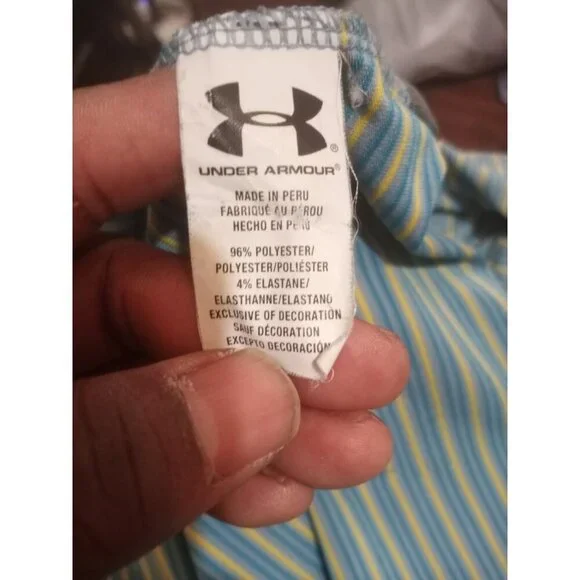 UNDER ARMOUR®
MADE IN PERU
FABRIQUÉ AU PÉROU
HECHO EN PERÚ
96% POLYESTER/
POLYESTER/POLIÉSTER
4% ELASTANE/
ELASTHANNE/ELASTANO
EXCLUSIVE OF DECORATION
SAUF DÉCORATION
EXCEPTO DECORACIÓN